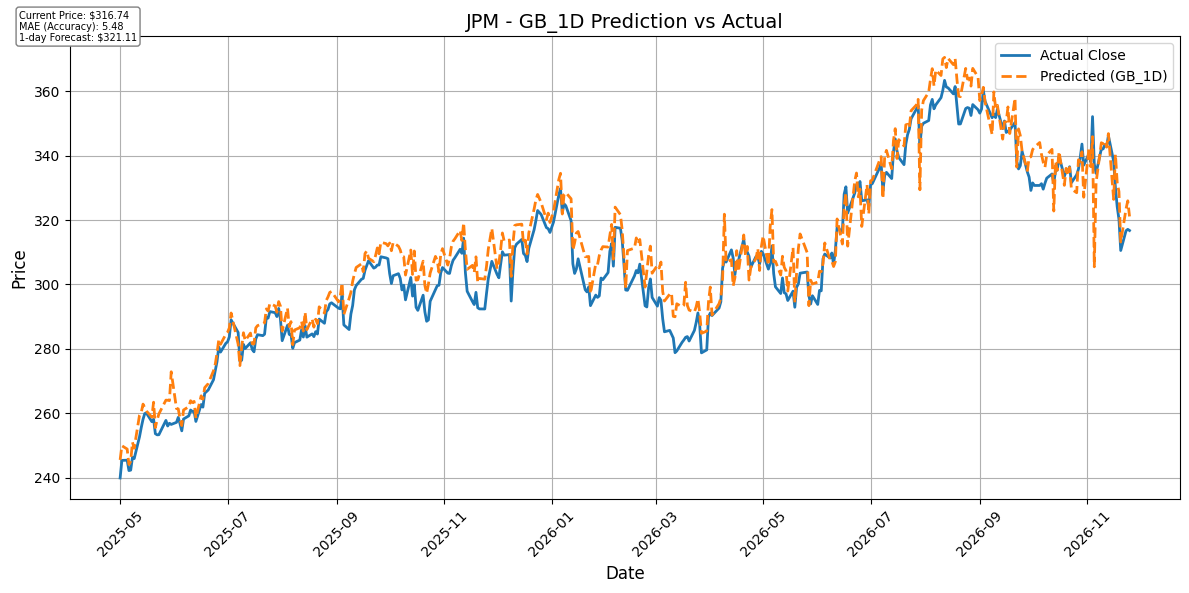 JPM - GB_1D Prediction vs Actual
Current Price: $316.74
MAE (Accuracy): 5.48
1-day Forecast: $321.11
Actual Close
Predicted (GB_1D)
Price
360
340
320
300
280
260
240
2025-05
2025-07
2025-09
2025-11
2026-01
2026-03
2026-05
2026-07
2026-09
2026-11
Date